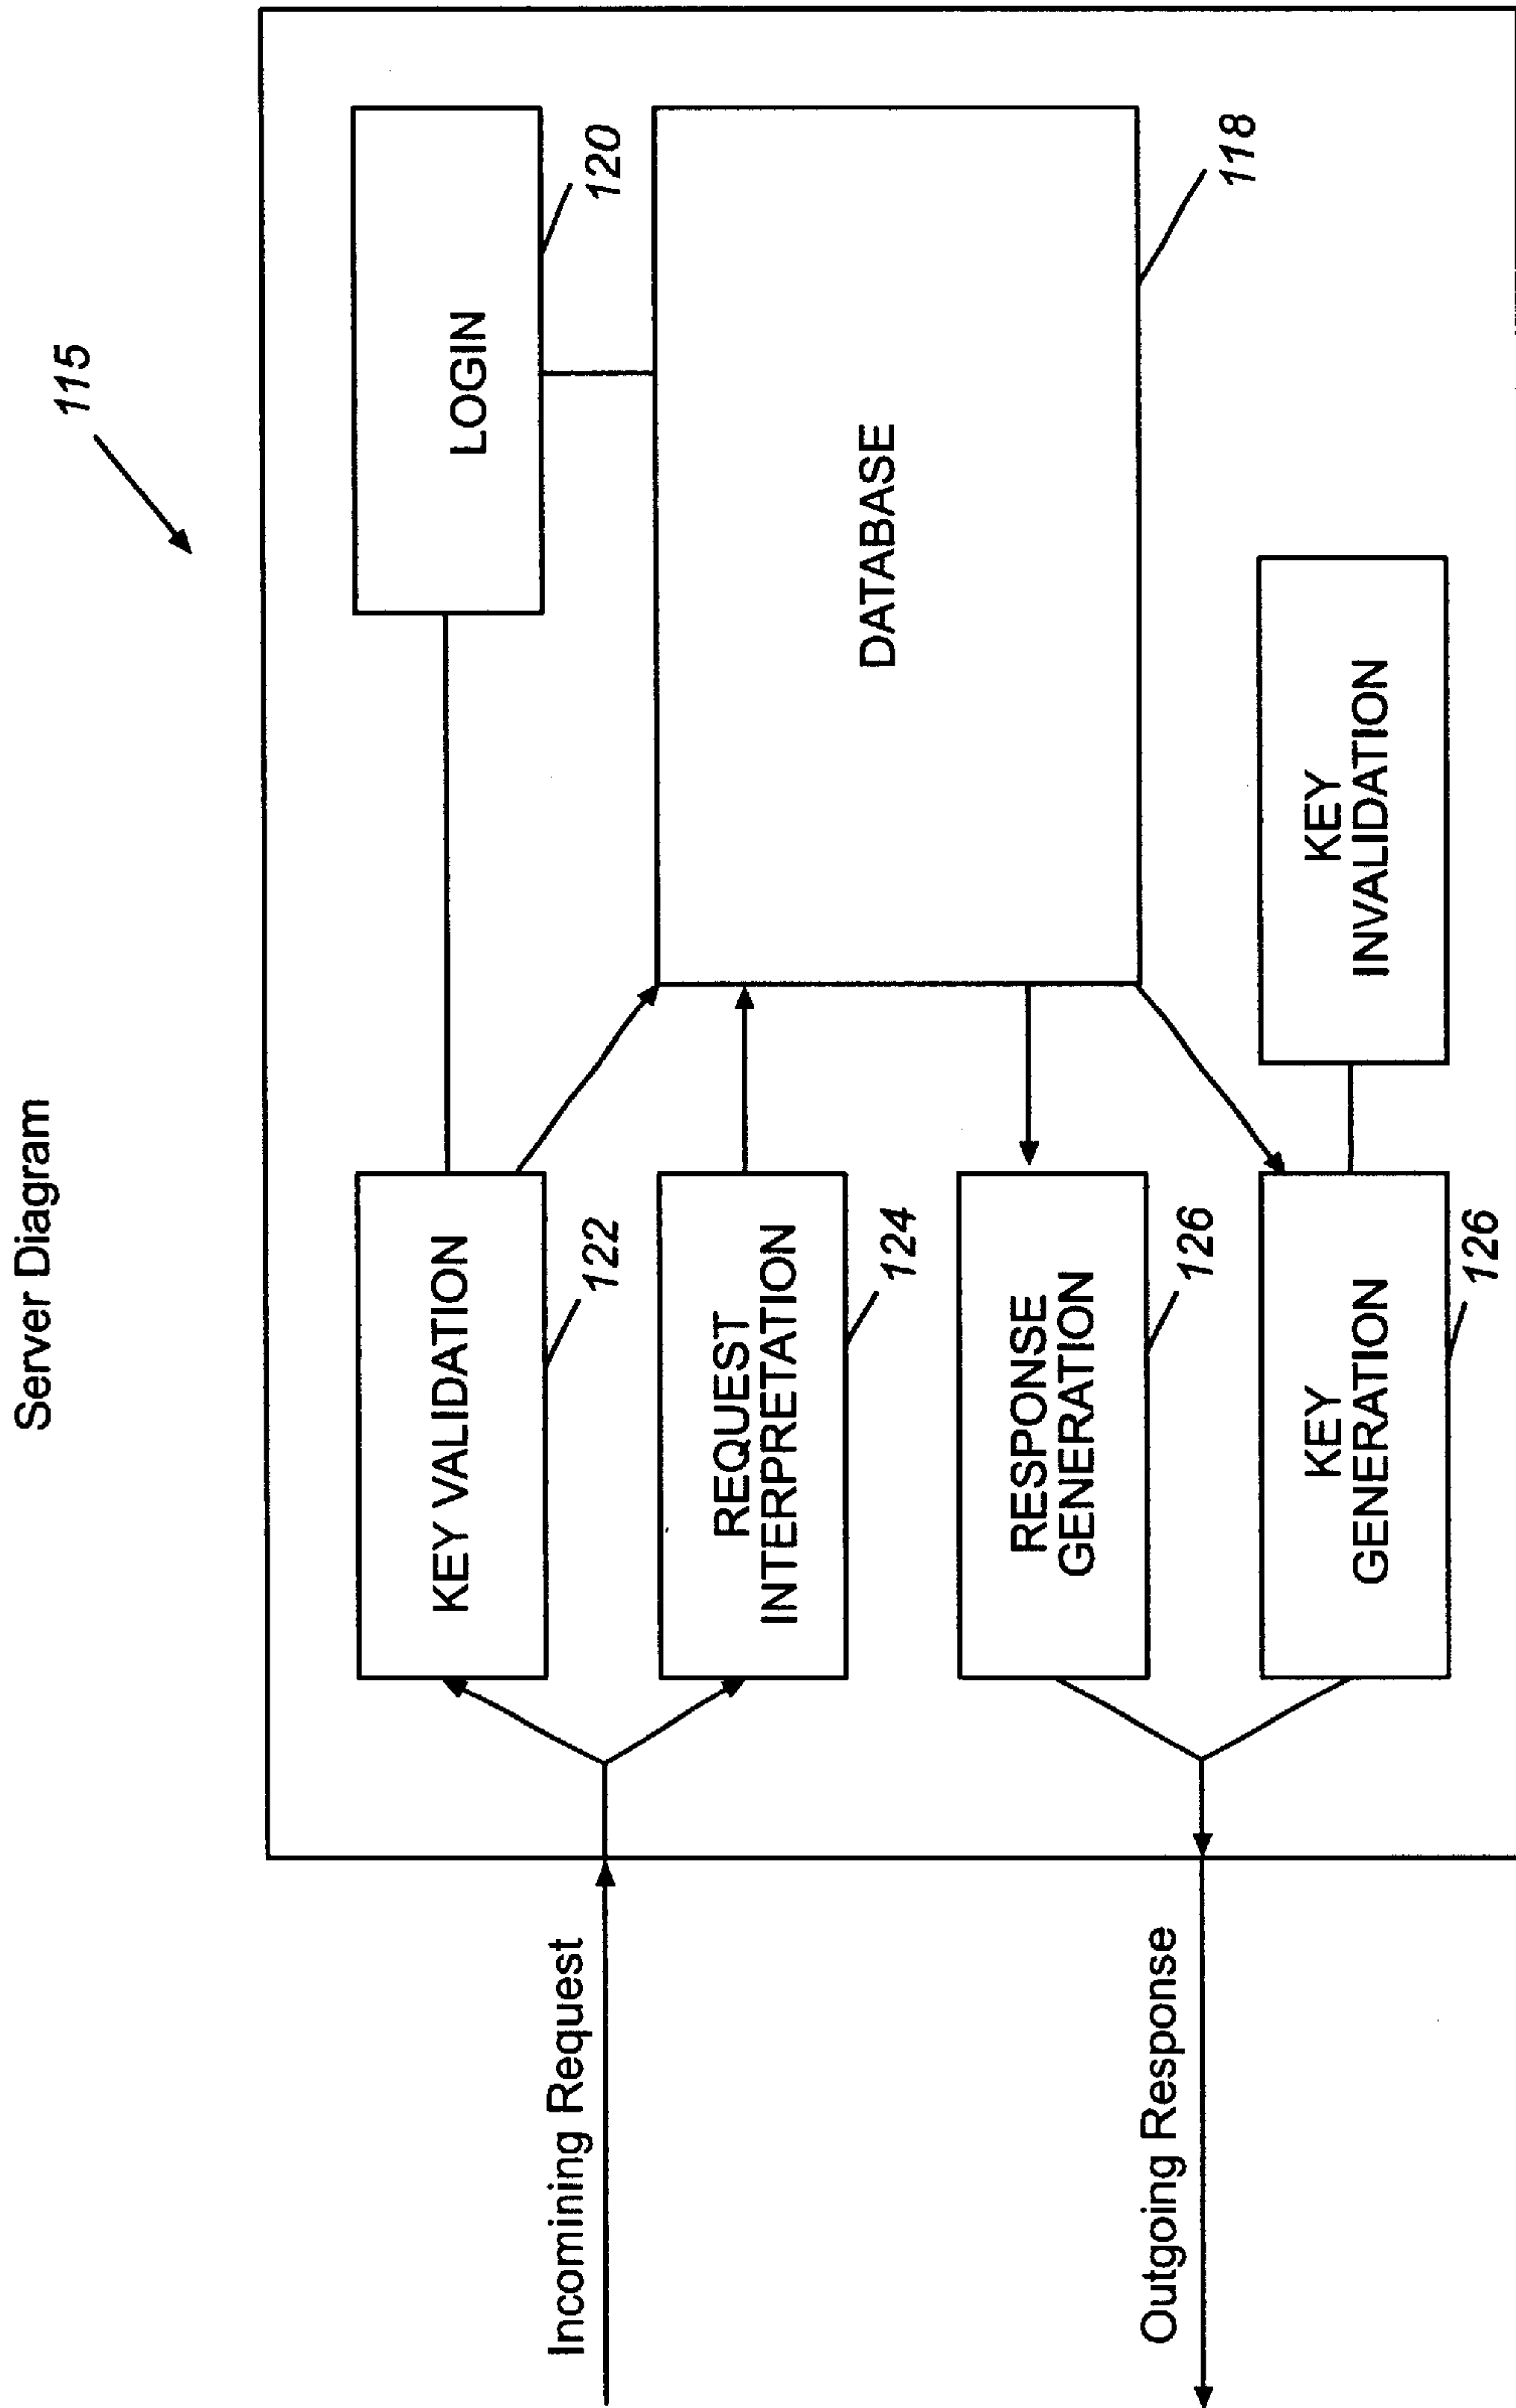 Server Diagram
115
Incomining Request
KEY VALIDATION
122
LOGIN
120
REQUEST
INTERPRETATION
124
DATABASE
118
RESPONSE
GENERATION
126
Outgoing Response
KEY
GENERATION
126
KEY
INVALIDATION